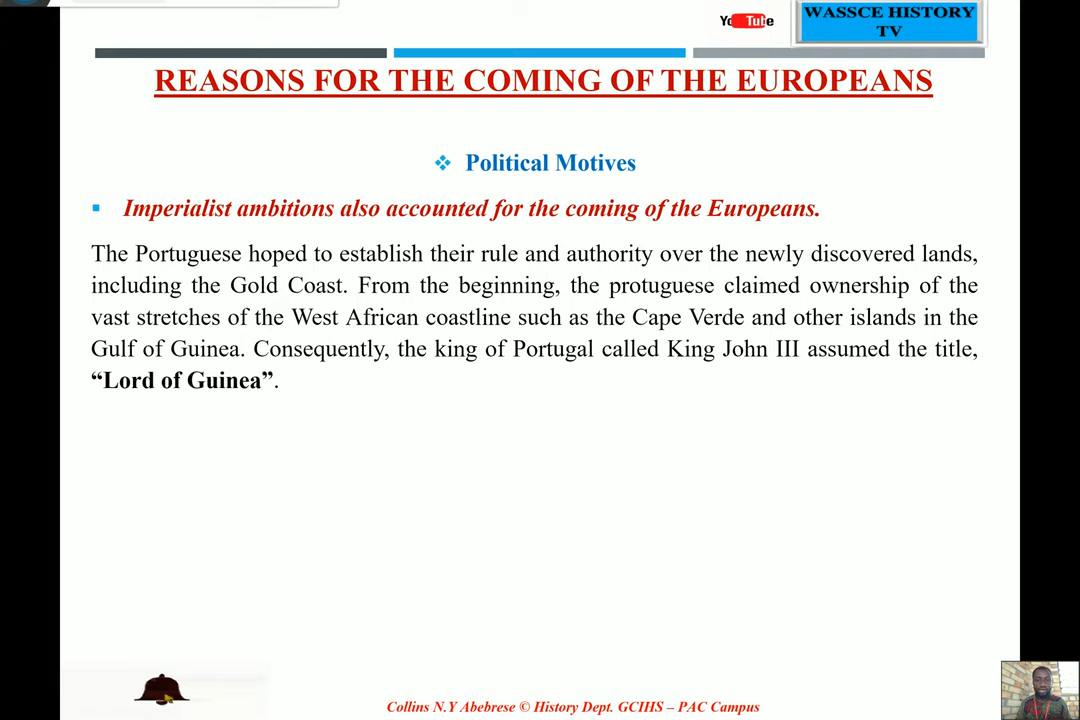 YouTube
WASSCE HISTORY
TV
REASONS FOR THE COMING OF THE EUROPEANS
❖ Political Motives
▪ Imperialist ambitions also accounted for the coming of the Europeans.
The Portuguese hoped to establish their rule and authority over the newly discovered lands,
including the Gold Coast. From the beginning, the protuguese claimed ownership of the
vast stretches of the West African coastline such as the Cape Verde and other islands in the
Gulf of Guinea. Consequently, the king of Portugal called King John III assumed the title,
“Lord of Guinea”.
Collins N.Y Abebrese © History Dept. GCIHS – PAC Campus